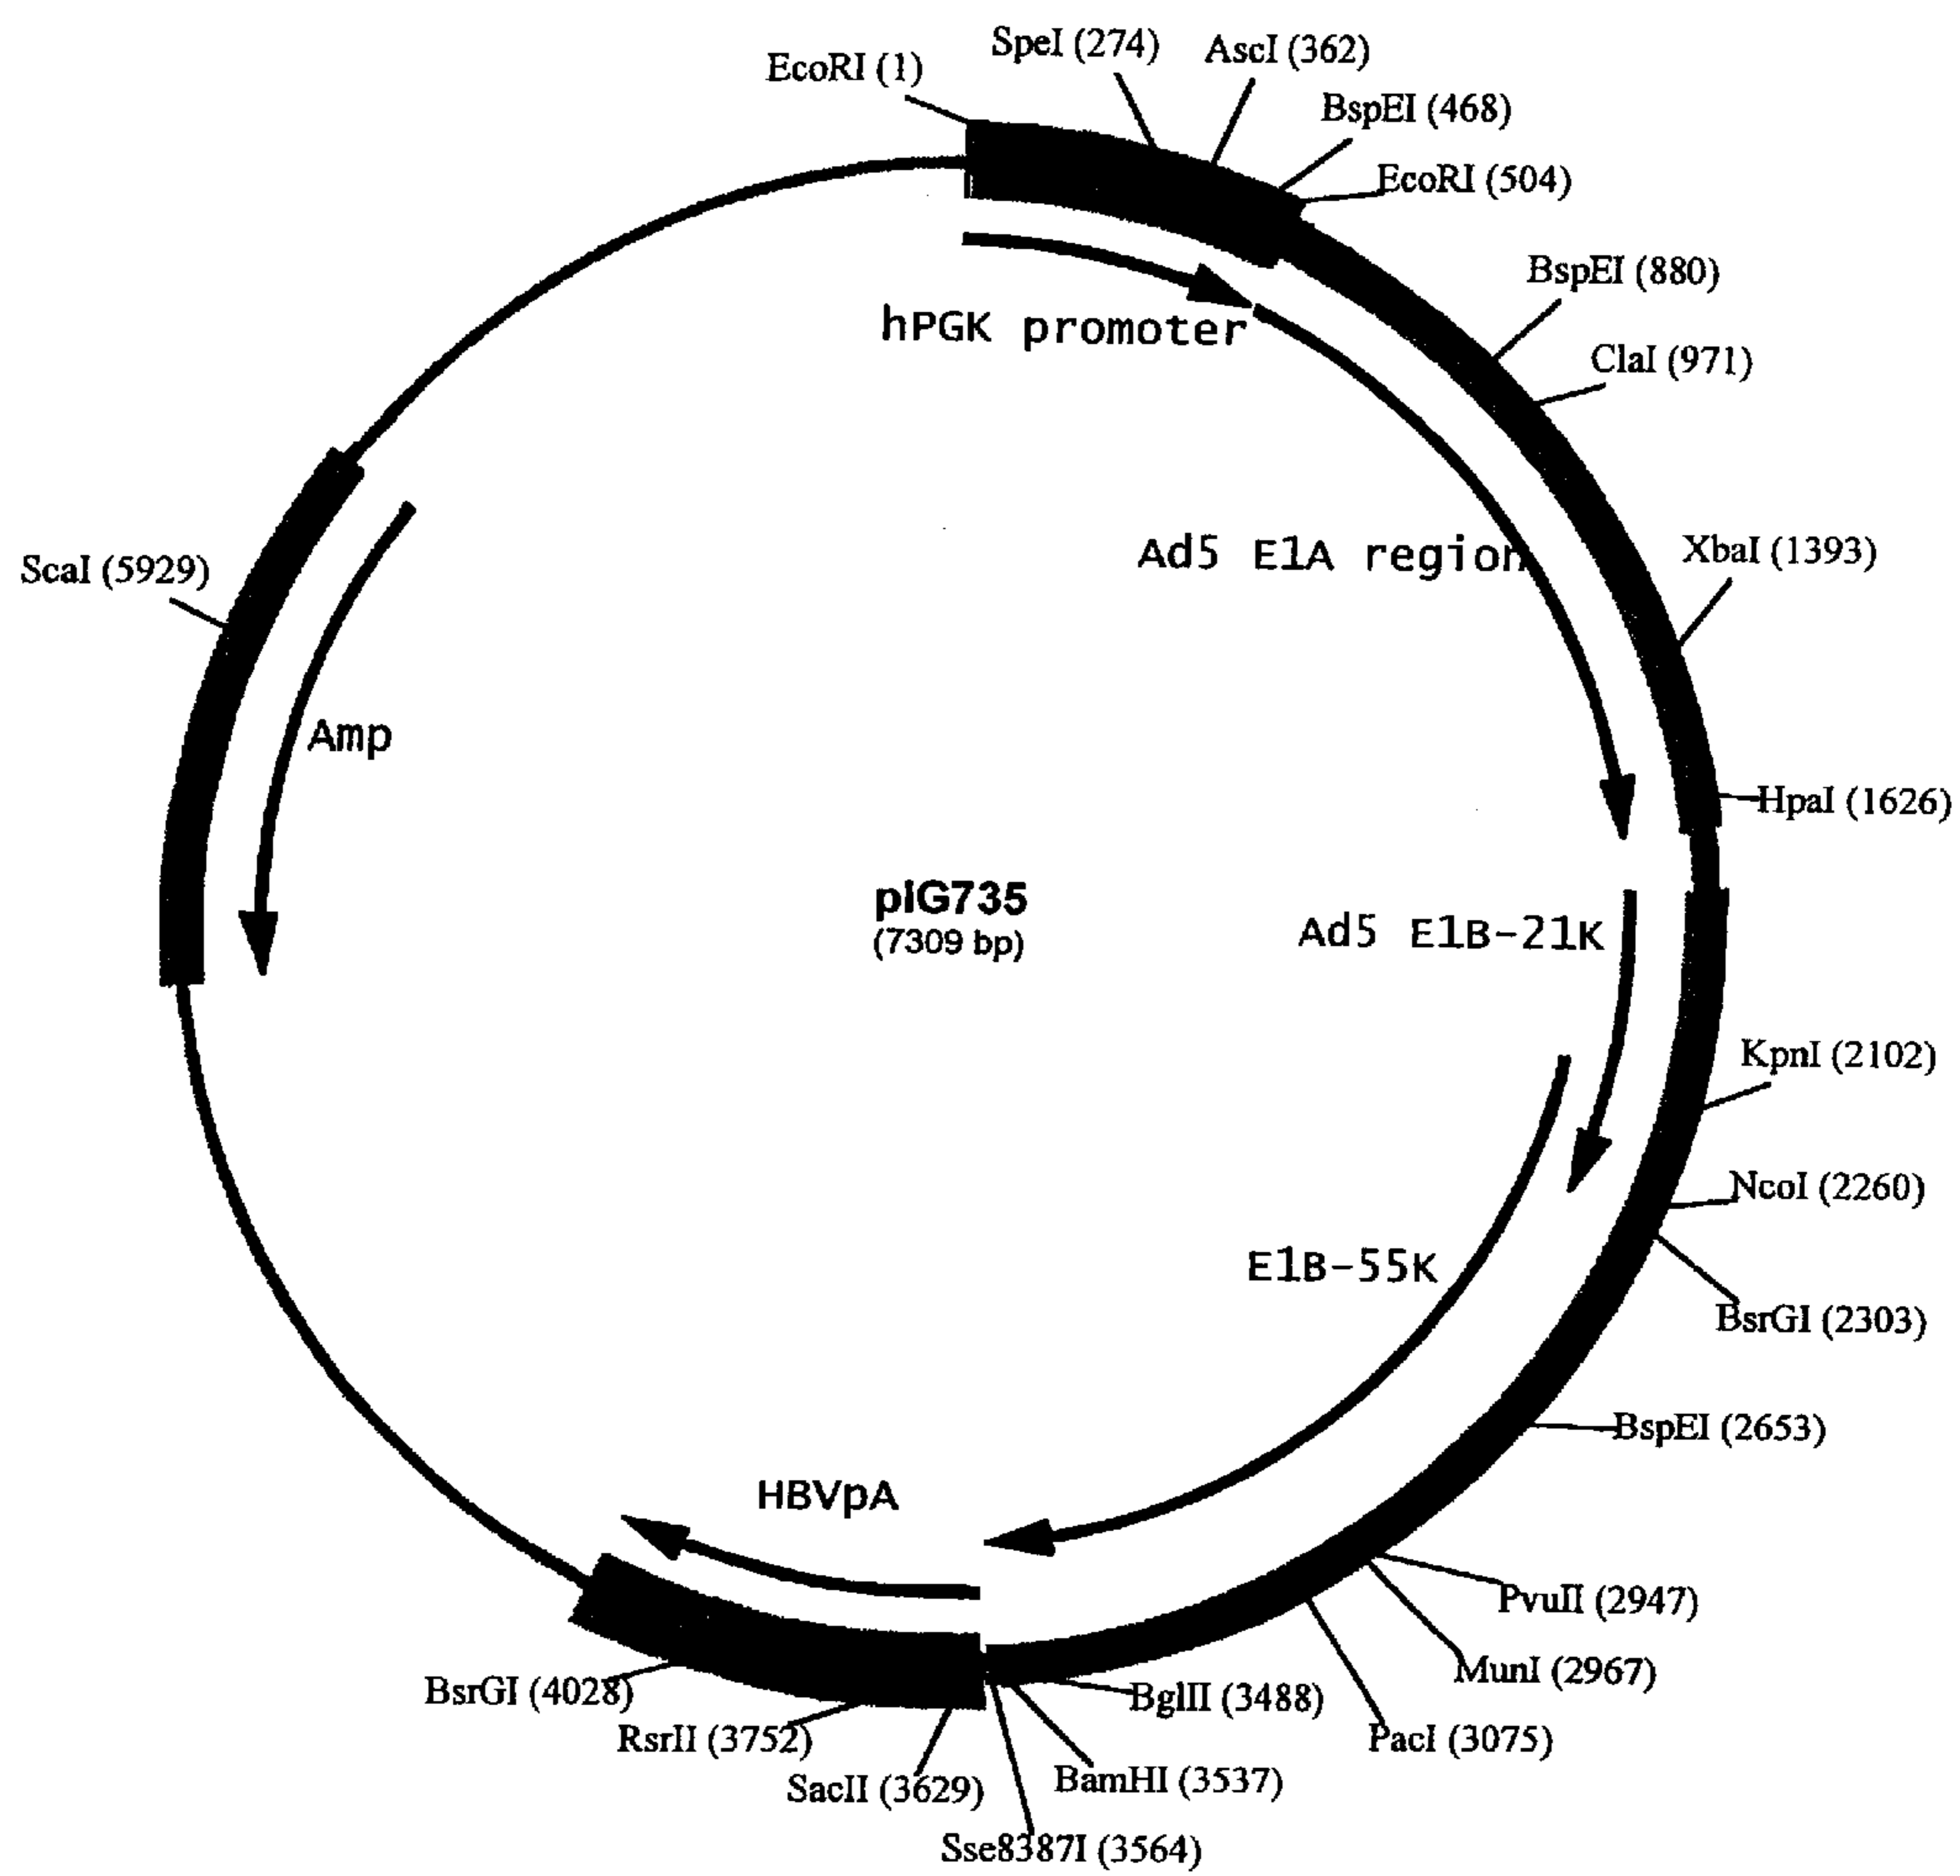 EcoRI (1)
SpeI (274)
AscI (362)
BspEI (468)
EcoRI (504)
BspEI (880)
ClaI (971)
XbaI (1393)
HpaI (1626)
KpnI (2102)
NcoI (2260)
BsrGI (2303)
BspEI (2653)
PvuII (2947)
MunI (2967)
PacI (3075)
BglII (3488)
BamHI (3537)
Sse8387I (3564)
SacII (3629)
RsrII (3752)
BsrGI (4028)
ScaI (5929)
hPGK promoter
Ad5 E1A region
Ad5 E1B-21K
E1B-55K
HBVpA
Amp
pIG735
(7309 bp)